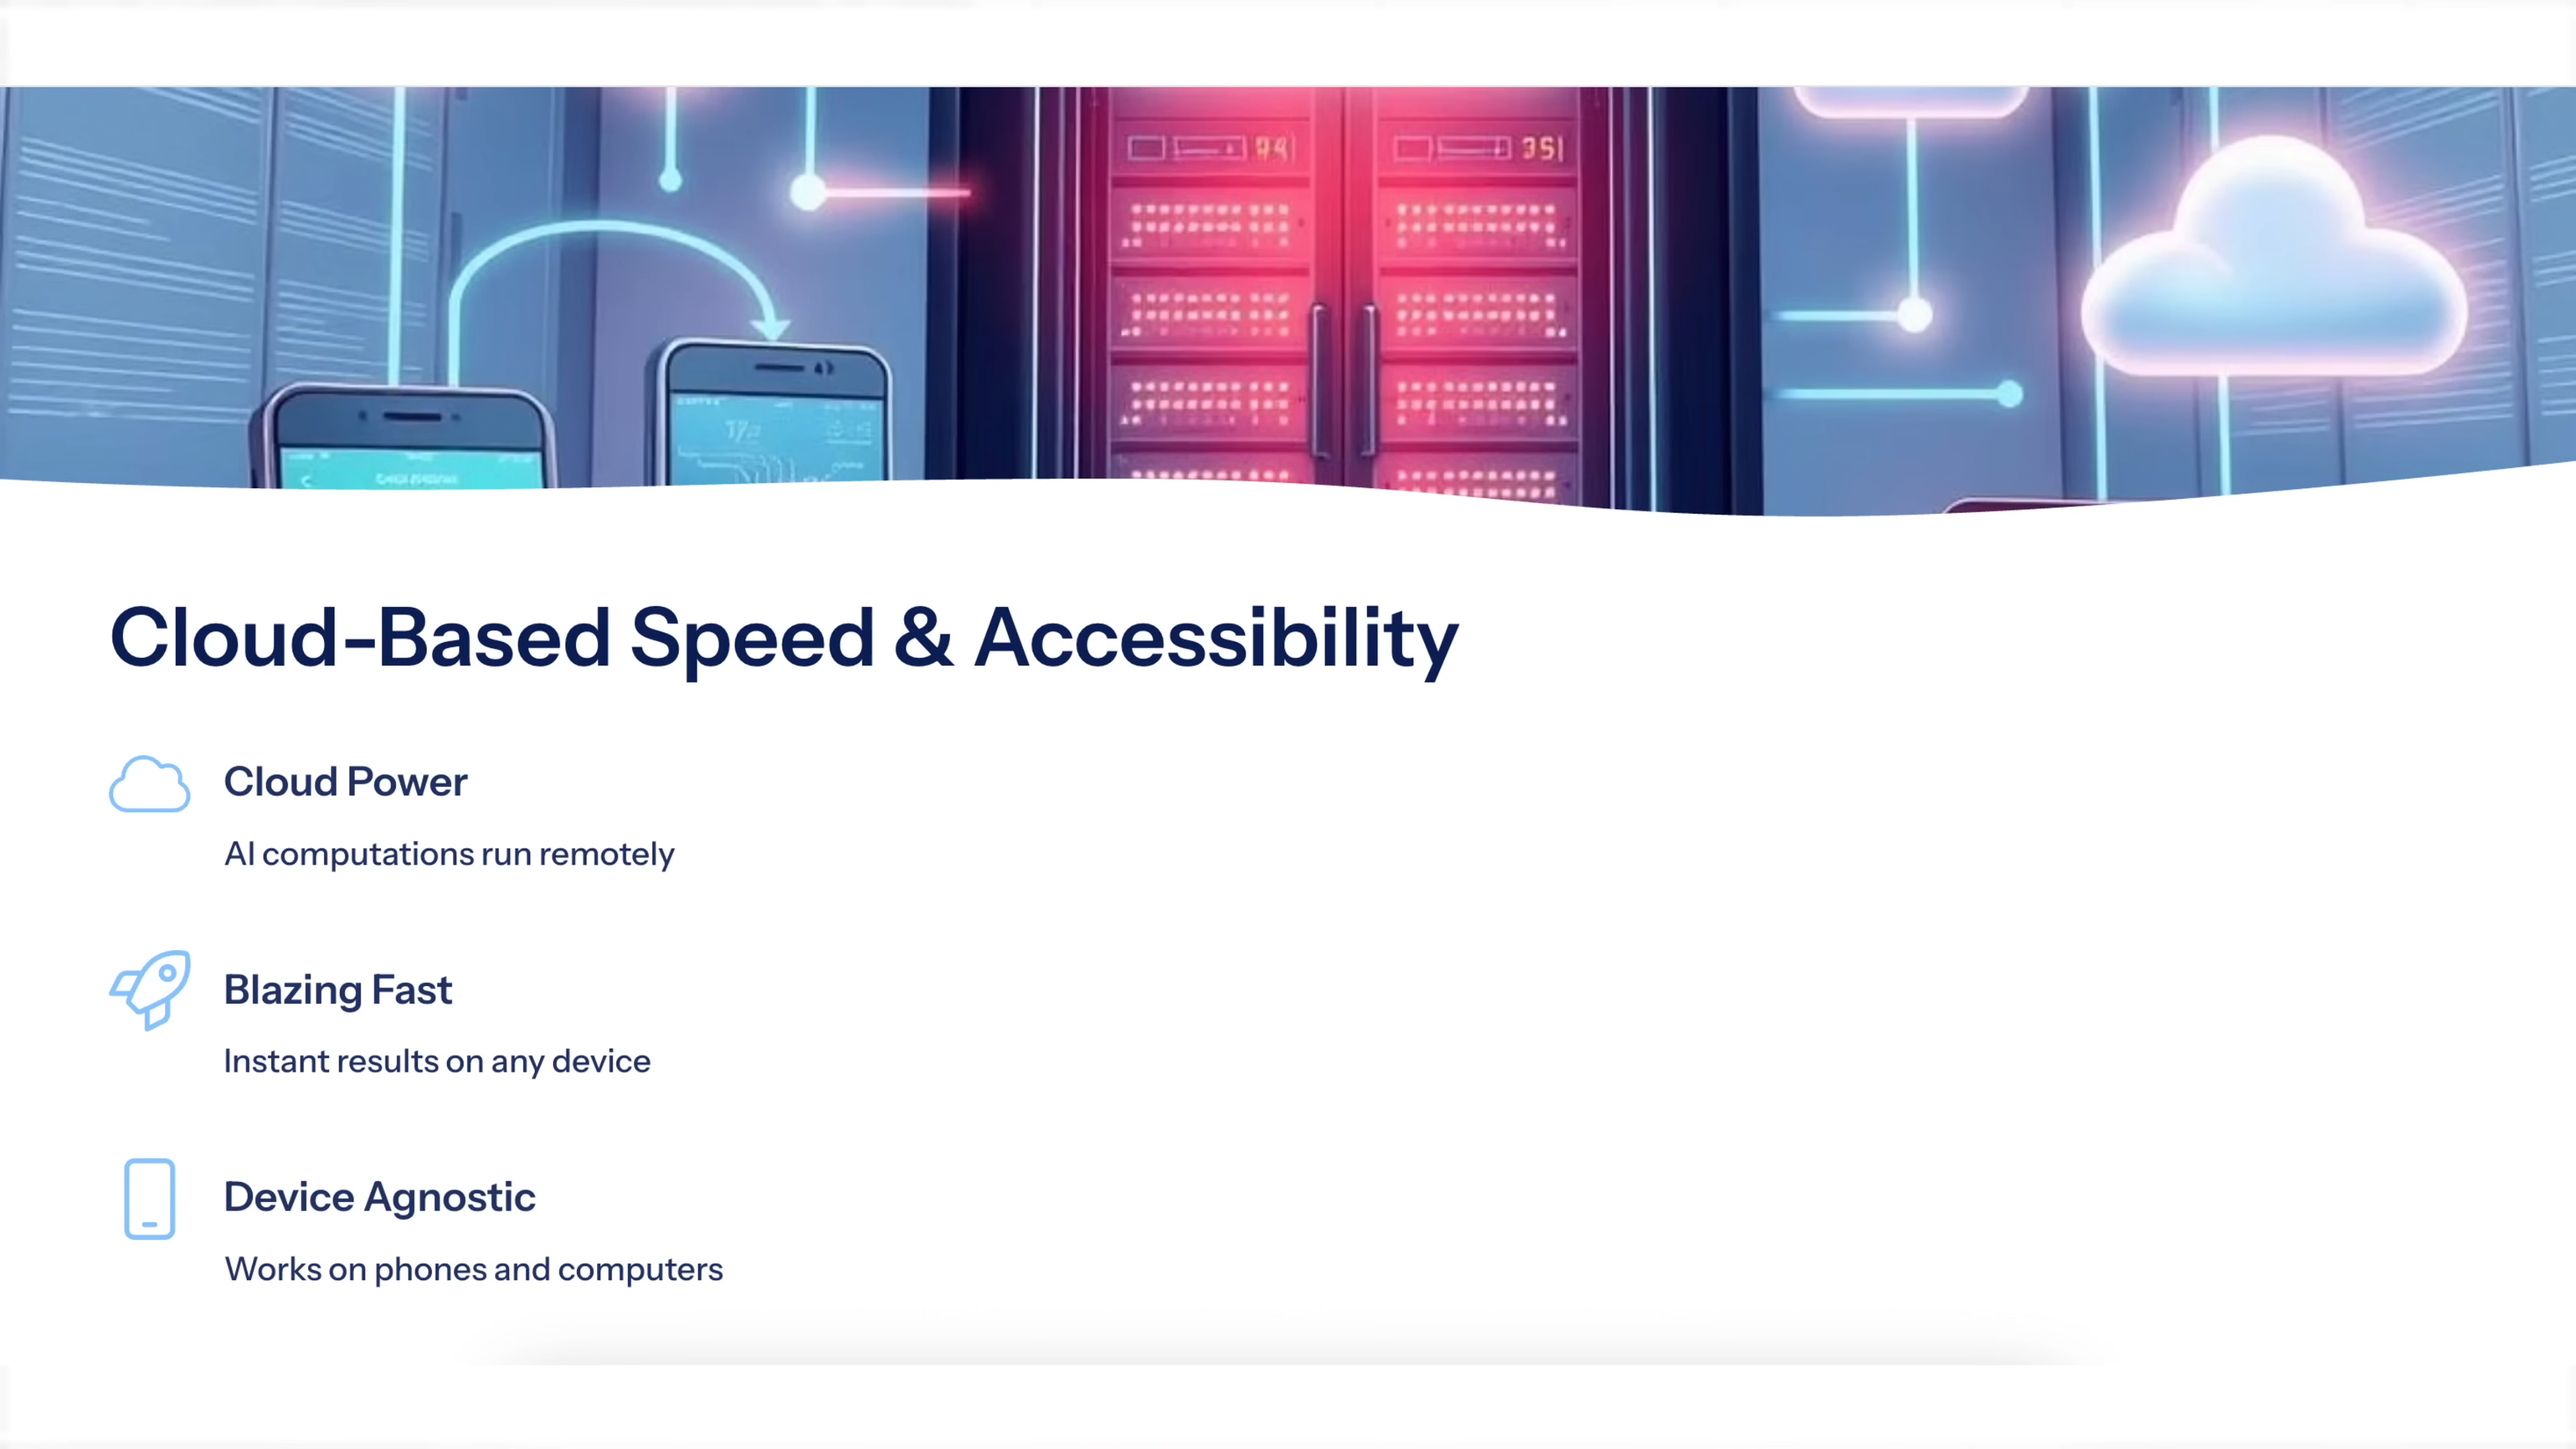 Cloud-Based Speed & Accessibility
Cloud Power
AI computations run remotely
Blazing Fast
Instant results on any device
Device Agnostic
Works on phones and computers